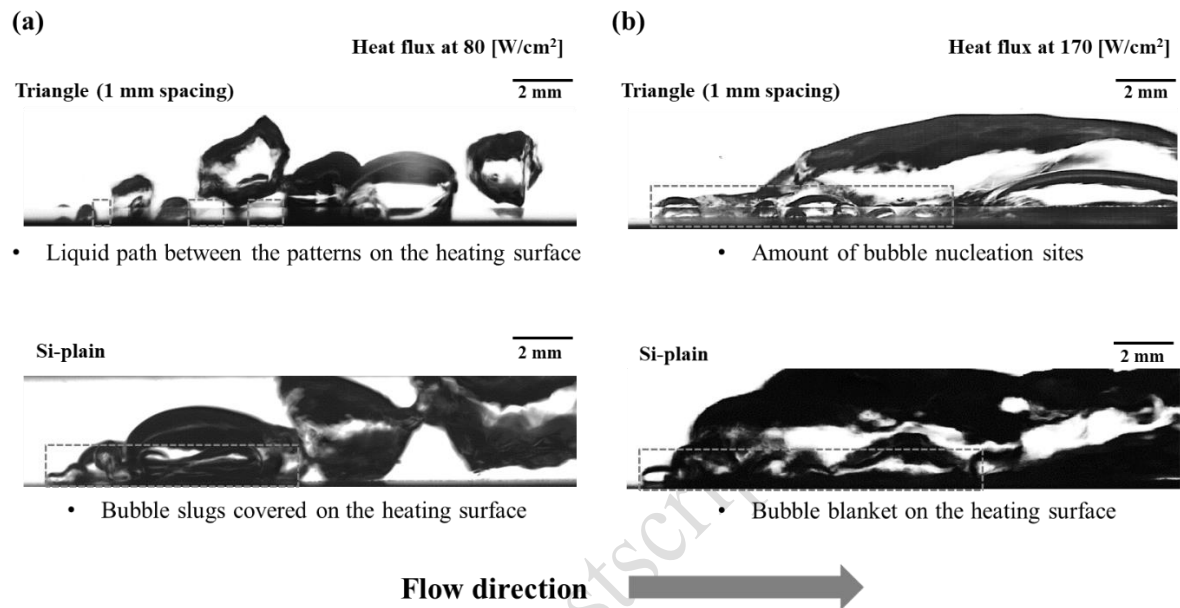 (a)
Heat flux at 80 [W/cm²]
Triangle (1 mm spacing)
2 mm
• Liquid path between the patterns on the heating surface
Si-plain
2 mm
• Bubble slugs covered on the heating surface
(b)
Heat flux at 170 [W/cm²]
Triangle (1 mm spacing)
2 mm
• Amount of bubble nucleation sites
Si-plain
2 mm
• Bubble blanket on the heating surface
Flow direction